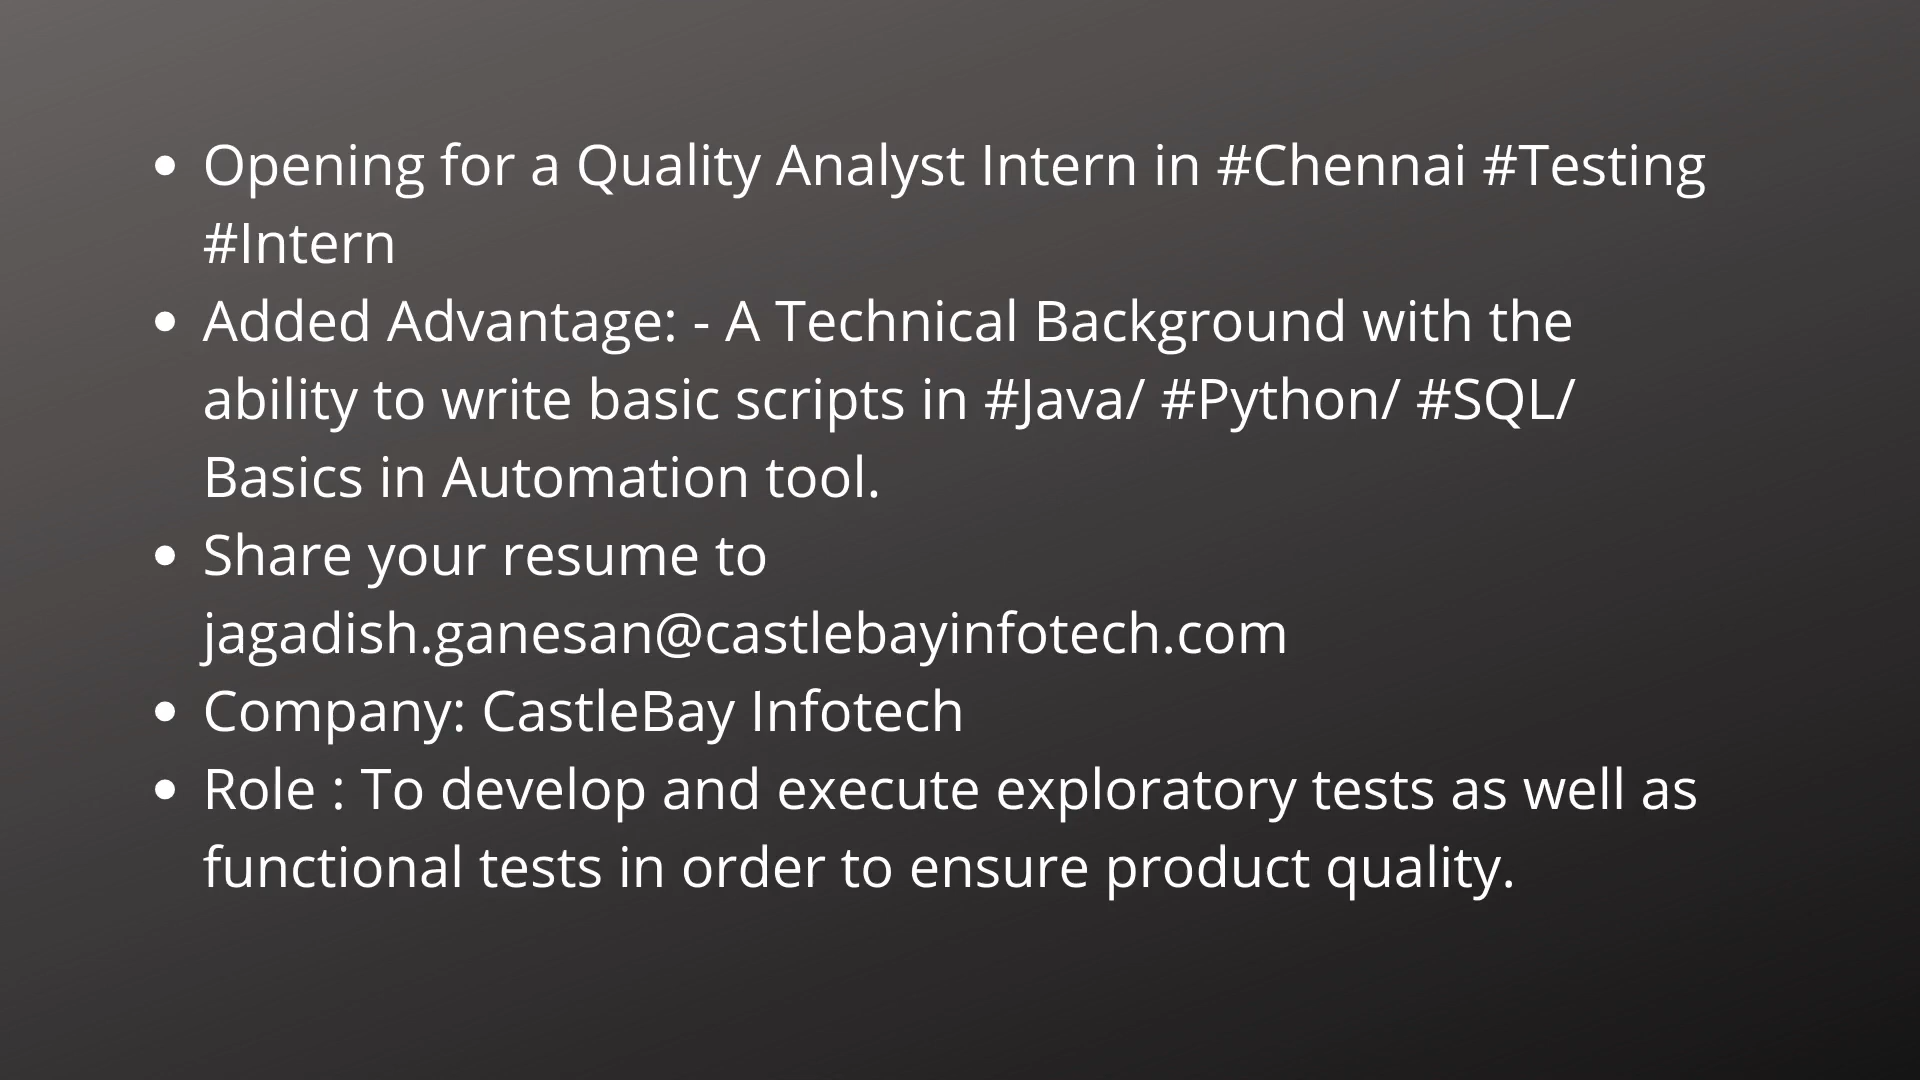 • Opening for a Quality Analyst Intern in #Chennai #Testing
#Intern
• Added Advantage: - A Technical Background with the
ability to write basic scripts in #Java/ #Python/ #SQL/
Basics in Automation tool.
• Share your resume to
jagadish.ganesan@castlebayinfotech.com
• Company: CastleBay Infotech
• Role : To develop and execute exploratory tests as well as
functional tests in order to ensure product quality.